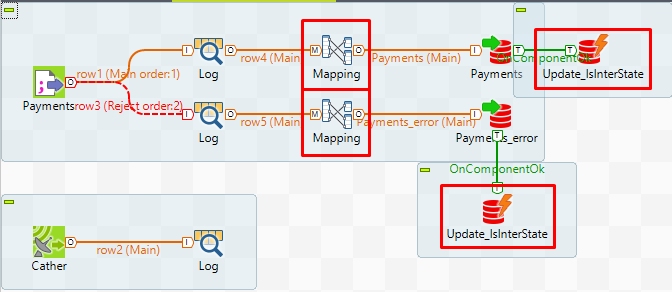 row1 (Main order:1)
Log
row4 (Main)
Mapping
Payments (Main)
Payments
OnComponentOk
Update_IsInterState
Payments
row3 (Reject order:2)
Log
row5 (Main)
Mapping
Payments_error (Main)
Payments_error
OnComponentOk
Update_IsInterState
Cather
row2 (Main)
Log